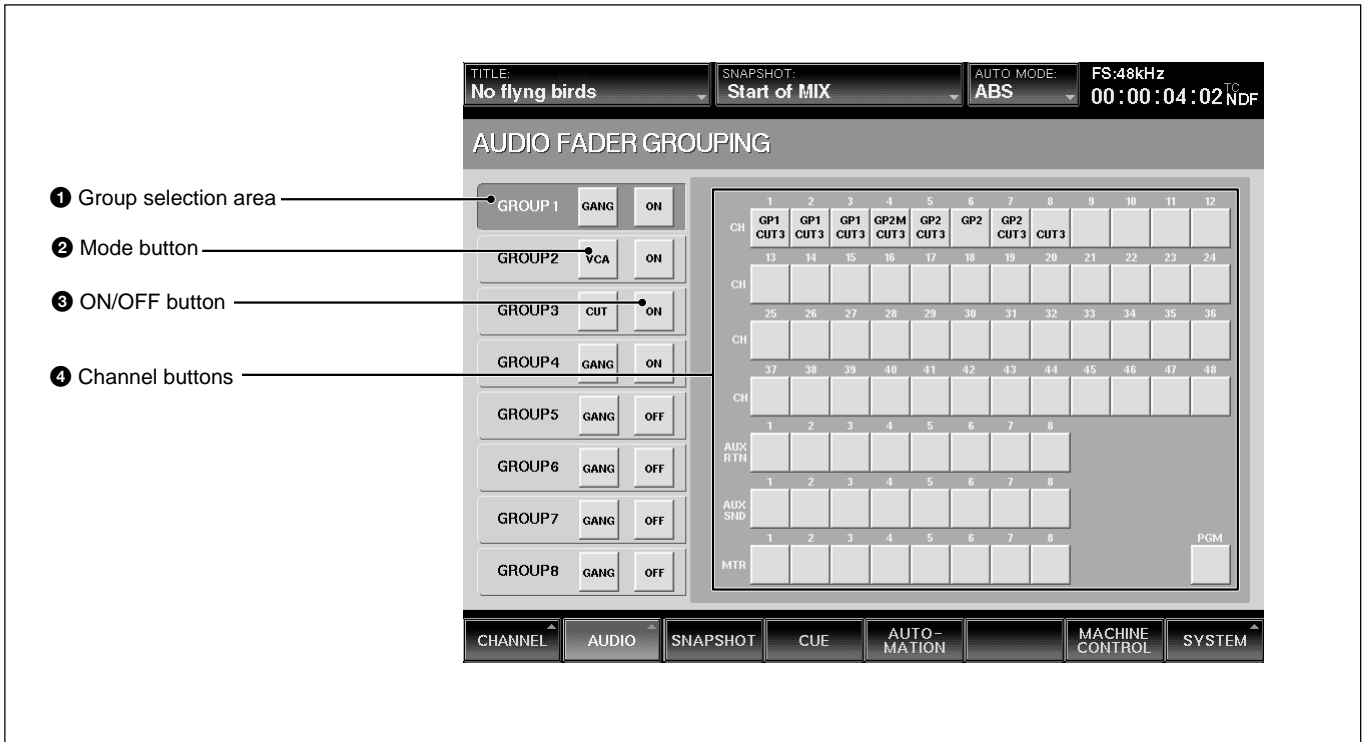 TITLE:
No flyng birds
SNAPSHOT:
Start of MIX
AUTO MODE:
ABS
FS:48kHz
00:00:04:02 TC NDF
AUDIO FADER GROUPING
❶ Group selection area
❷ Mode button
❸ ON/OFF button
❹ Channel buttons
GROUP1 GANG ON
GROUP2 VCA ON
GROUP3 CUT ON
GROUP4 GANG ON
GROUP5 GANG OFF
GROUP6 GANG OFF
GROUP7 GANG OFF
GROUP8 GANG OFF
1 2 3 4 5 6 7 8 9 10 11 12
CH GP1 GP1 GP1 GP2M GP2 GP2 GP2
CUT3 CUT3 CUT3 CUT3 CUT3 CUT3 CUT3
13 14 15 16 17 18 19 20 21 22 23 24
CH
25 26 27 28 29 30 31 32 33 34 35 36
CH
37 38 39 40 41 42 43 44 45 46 47 48
CH
1 2 3 4 5 6 7 8
AUX
RTN
1 2 3 4 5 6 7 8
AUX
SND
1 2 3 4 5 6 7 8 PGM
MTR
CHANNEL AUDIO SNAPSHOT CUE AUTO-
MATION MACHINE
CONTROL SYSTEM